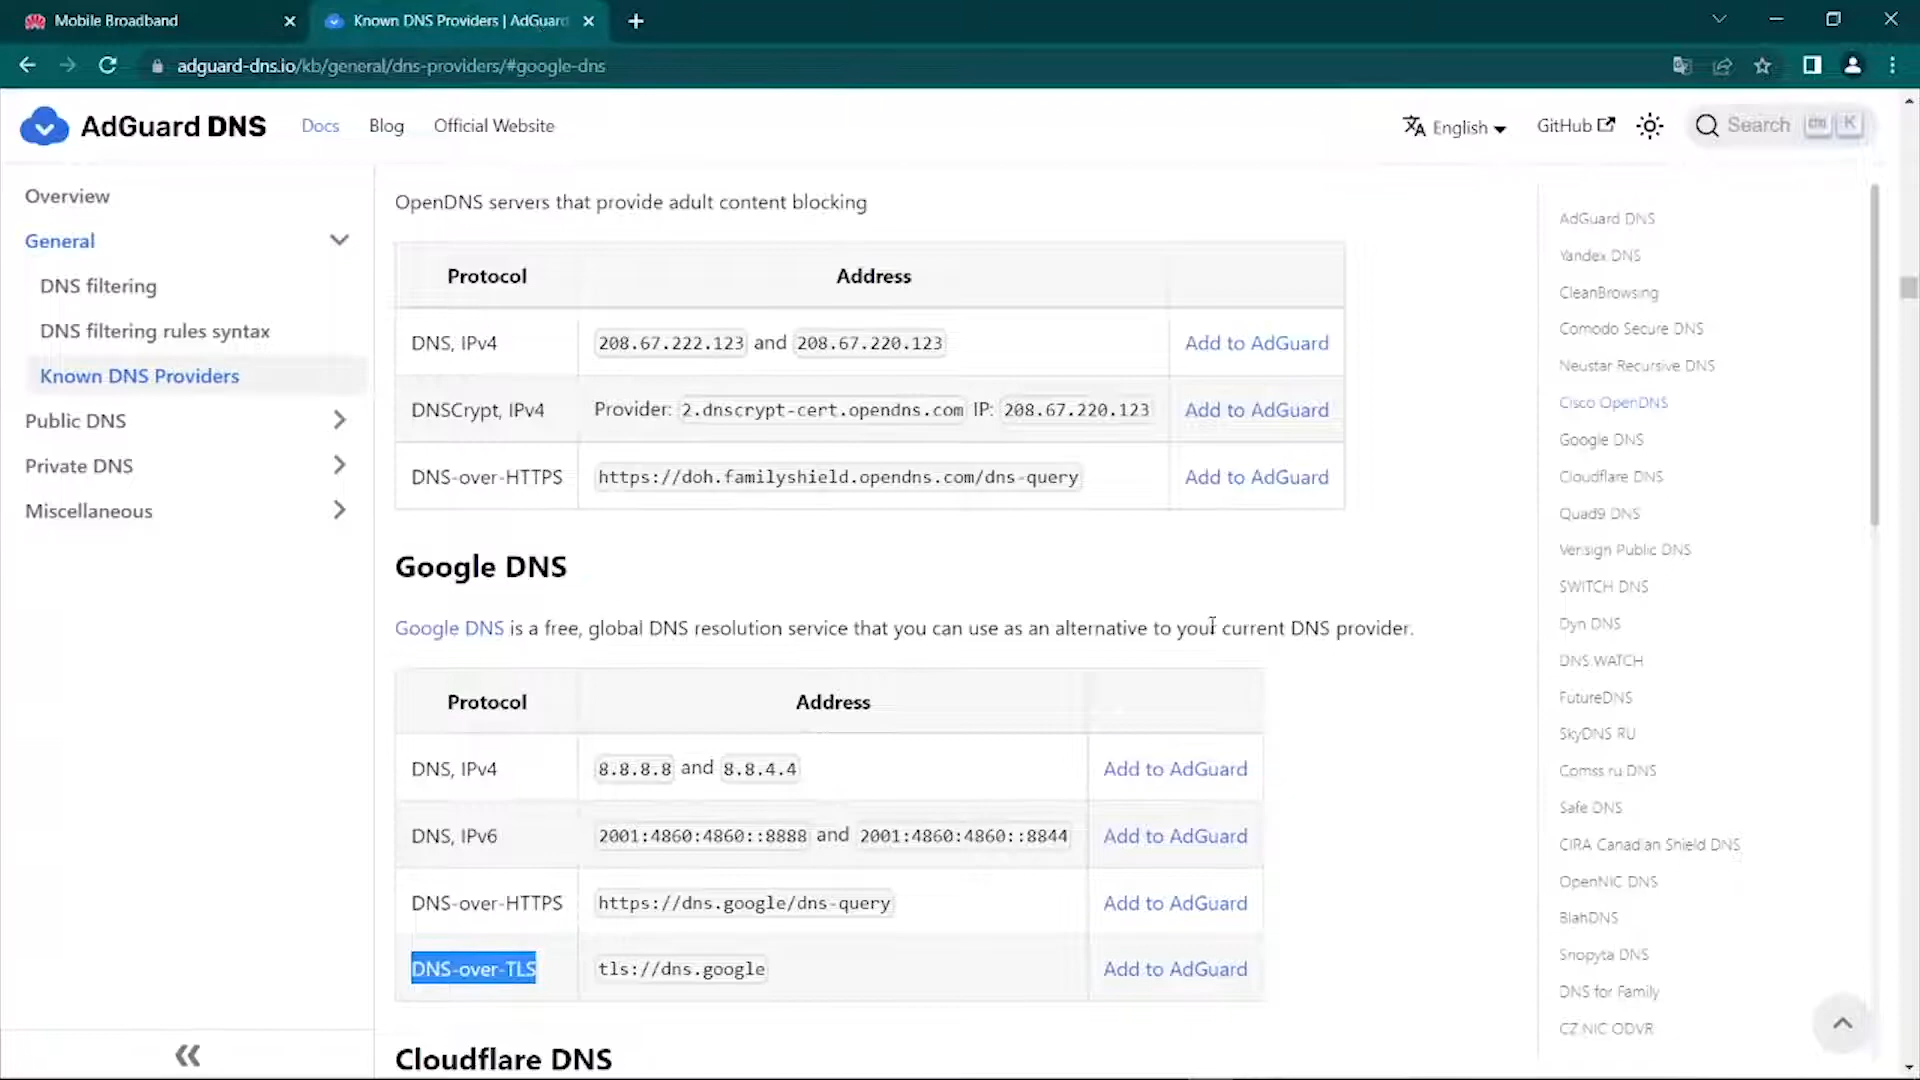 Mobile Broadband
Known DNS Providers | AdGuard
adguard-dns.io/kb/general/dns-providers/#google-dns
AdGuard DNS
Docs
Blog
Official Website
English
GitHub
Search
K
Overview
General
DNS filtering
DNS filtering rules syntax
Known DNS Providers
Public DNS
Private DNS
Miscellaneous
OpenDNS servers that provide adult content blocking
Protocol Address
DNS, IPv4 208.67.222.123 and 208.67.220.123 Add to AdGuard
DNSCrypt, IPv4 Provider: 2.dnscrypt-cert.opendns.com IP: 208.67.220.123 Add to AdGuard
DNS-over-HTTPS https://doh.familyshield.opendns.com/dns-query Add to AdGuard
Google DNS
Google DNS is a free, global DNS resolution service that you can use as an alternative to your current DNS provider.
Protocol Address
DNS, IPv4 8.8.8.8 and 8.8.4.4 Add to AdGuard
DNS, IPv6 2001:4860:4860::8888 and 2001:4860:4860::8844 Add to AdGuard
DNS-over-HTTPS https://dns.google/dns-query Add to AdGuard
DNS-over-TLS tls://dns.google Add to AdGuard
Cloudflare DNS
AdGuard DNS
Yandex DNS
CleanBrowsing
Comodo Secure DNS
Neustar Recursive DNS
Cisco OpenDNS
Google DNS
Cloudflare DNS
Quad9 DNS
Verisign Public DNS
SWITCH DNS
Dyn DNS
DNS.WATCH
FutureDNS
SkyDNS RU
Comss.ru DNS
Safe DNS
CIRA Canadian Shield DNS
OpenNIC DNS
BlahDNS
Snopyta DNS
DNS for Family
CZ.NIC ODVR